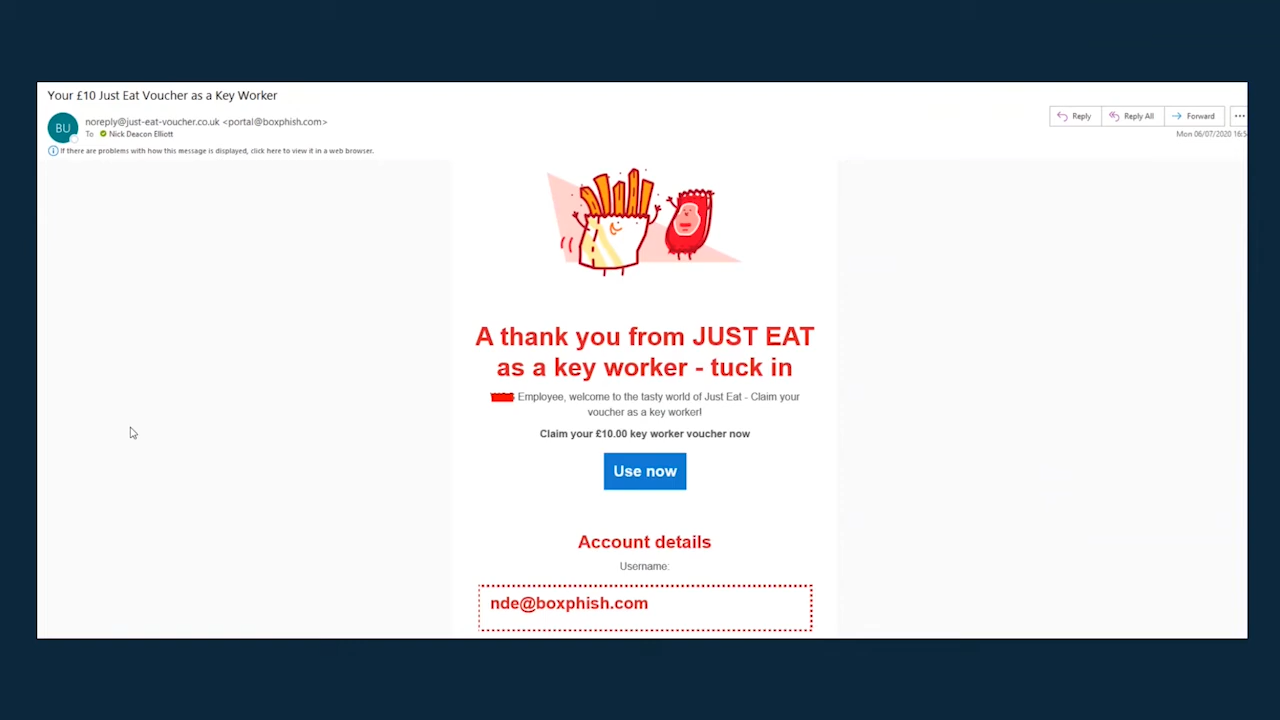 Your £10 Just Eat Voucher as a Key Worker
BU
noreply@just-eat-voucher.co.uk <portal@boxphish.com>
To Nick Deacon Elliott
Reply
Reply All
Forward
Mon 06/07/2020
If there are problems with how this message is displayed, click here to view it in a web browser.
A thank you from JUST EAT
as a key worker - tuck in
Employee, welcome to the tasty world of Just Eat - Claim your
voucher as a key worker!
Claim your £10.00 key worker voucher now
Use now
Account details
Username:
nde@boxphish.com